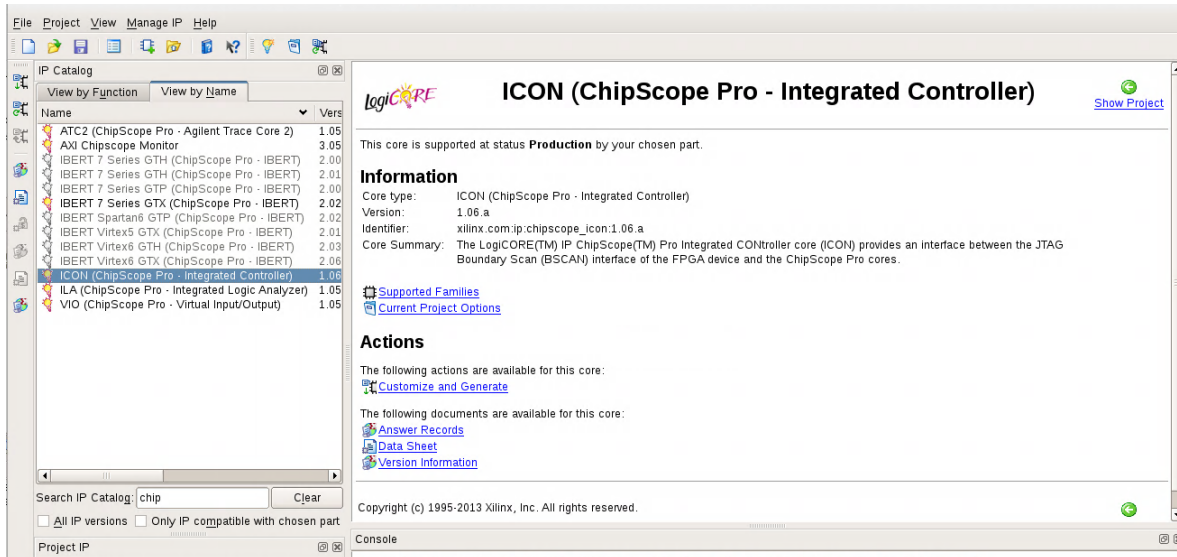 File Project View Manage IP Help
IP Catalog
View by Function View by Name
Name Vers
ATC2 (ChipScope Pro - Agilent Trace Core 2) 1.05
AXI Chipscope Monitor 3.05
IBERT 7 Series GTH (ChipScope Pro - IBERT) 2.00
IBERT 7 Series GTH (ChipScope Pro - IBERT) 2.01
IBERT 7 Series GTP (ChipScope Pro - IBERT) 2.00
IBERT 7 Series GTX (ChipScope Pro - IBERT) 2.02
IBERT Spartan6 GTP (ChipScope Pro - IBERT) 2.02
IBERT Virtex5 GTX (ChipScope Pro - IBERT) 2.01
IBERT Virtex6 GTH (ChipScope Pro - IBERT) 2.03
IBERT Virtex6 GTX (ChipScope Pro - IBERT) 2.06
ICON (ChipScope Pro - Integrated Controller) 1.06
ILA (ChipScope Pro - Integrated Logic Analyzer) 1.05
VIO (ChipScope Pro - Virtual Input/Output) 1.05
Search IP Catalog: chip Clear
All IP versions Only IP compatible with chosen part
Project IP
LogiCORE
ICON (ChipScope Pro - Integrated Controller)
Show Project
This core is supported at status Production by your chosen part.
Information
Core type: ICON (ChipScope Pro - Integrated Controller)
Version: 1.06.a
Identifier: xilinx.com:ip:chipscope_icon:1.06.a
Core Summary: The LogiCORE(TM) IP ChipScope(TM) Pro Integrated CONtroller core (ICON) provides an interface between the JTAG
Boundary Scan (BSCAN) interface of the FPGA device and the ChipScope Pro cores.
Supported Families
Current Project Options
Actions
The following actions are available for this core:
Customize and Generate
The following documents are available for this core:
Answer Records
Data Sheet
Version Information
Copyright (c) 1995-2013 Xilinx, Inc. All rights reserved.
Console